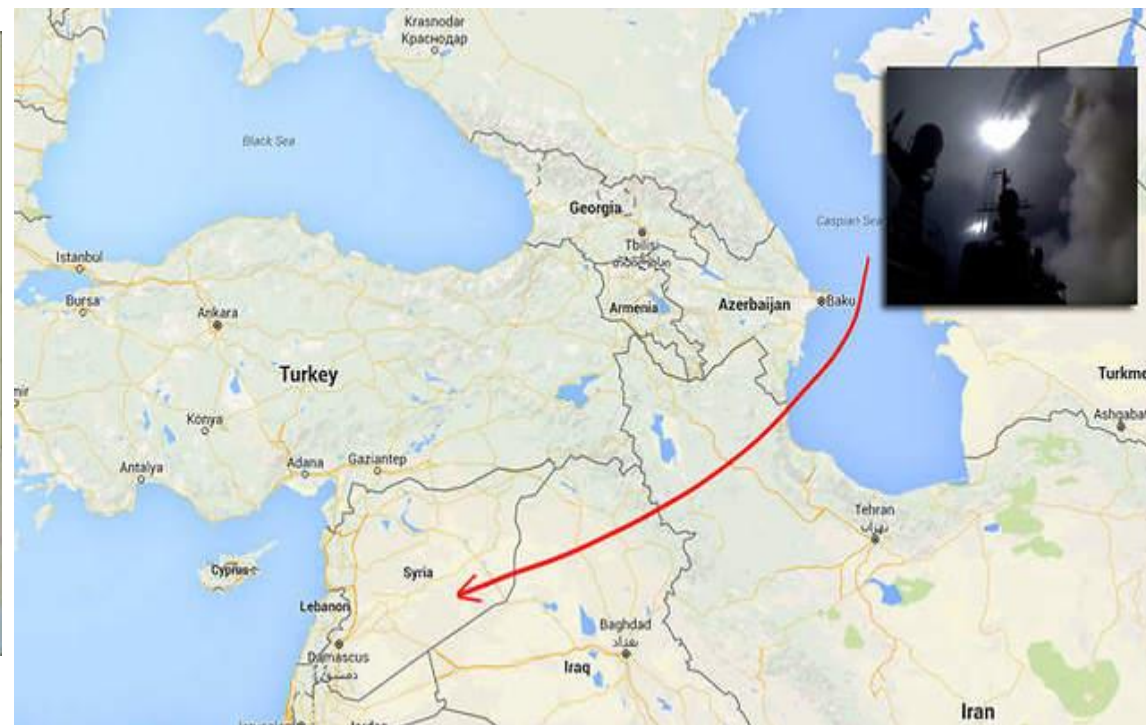 Krasnodar
Краснодар
Black Sea
Georgia
Caspian Sea
Tbilisi
თბილისი
Istanbul
Bursa
Armenia
Azerbaijan
Baku
Ankara
Turkey
Konya
Ashgabat
Antalya
Adana
Gaziantep
Tehran
تهران
Cyprus
Syria
Lebanon
Baghdad
بغداد
Damascus
دمشق
Iraq
Iran